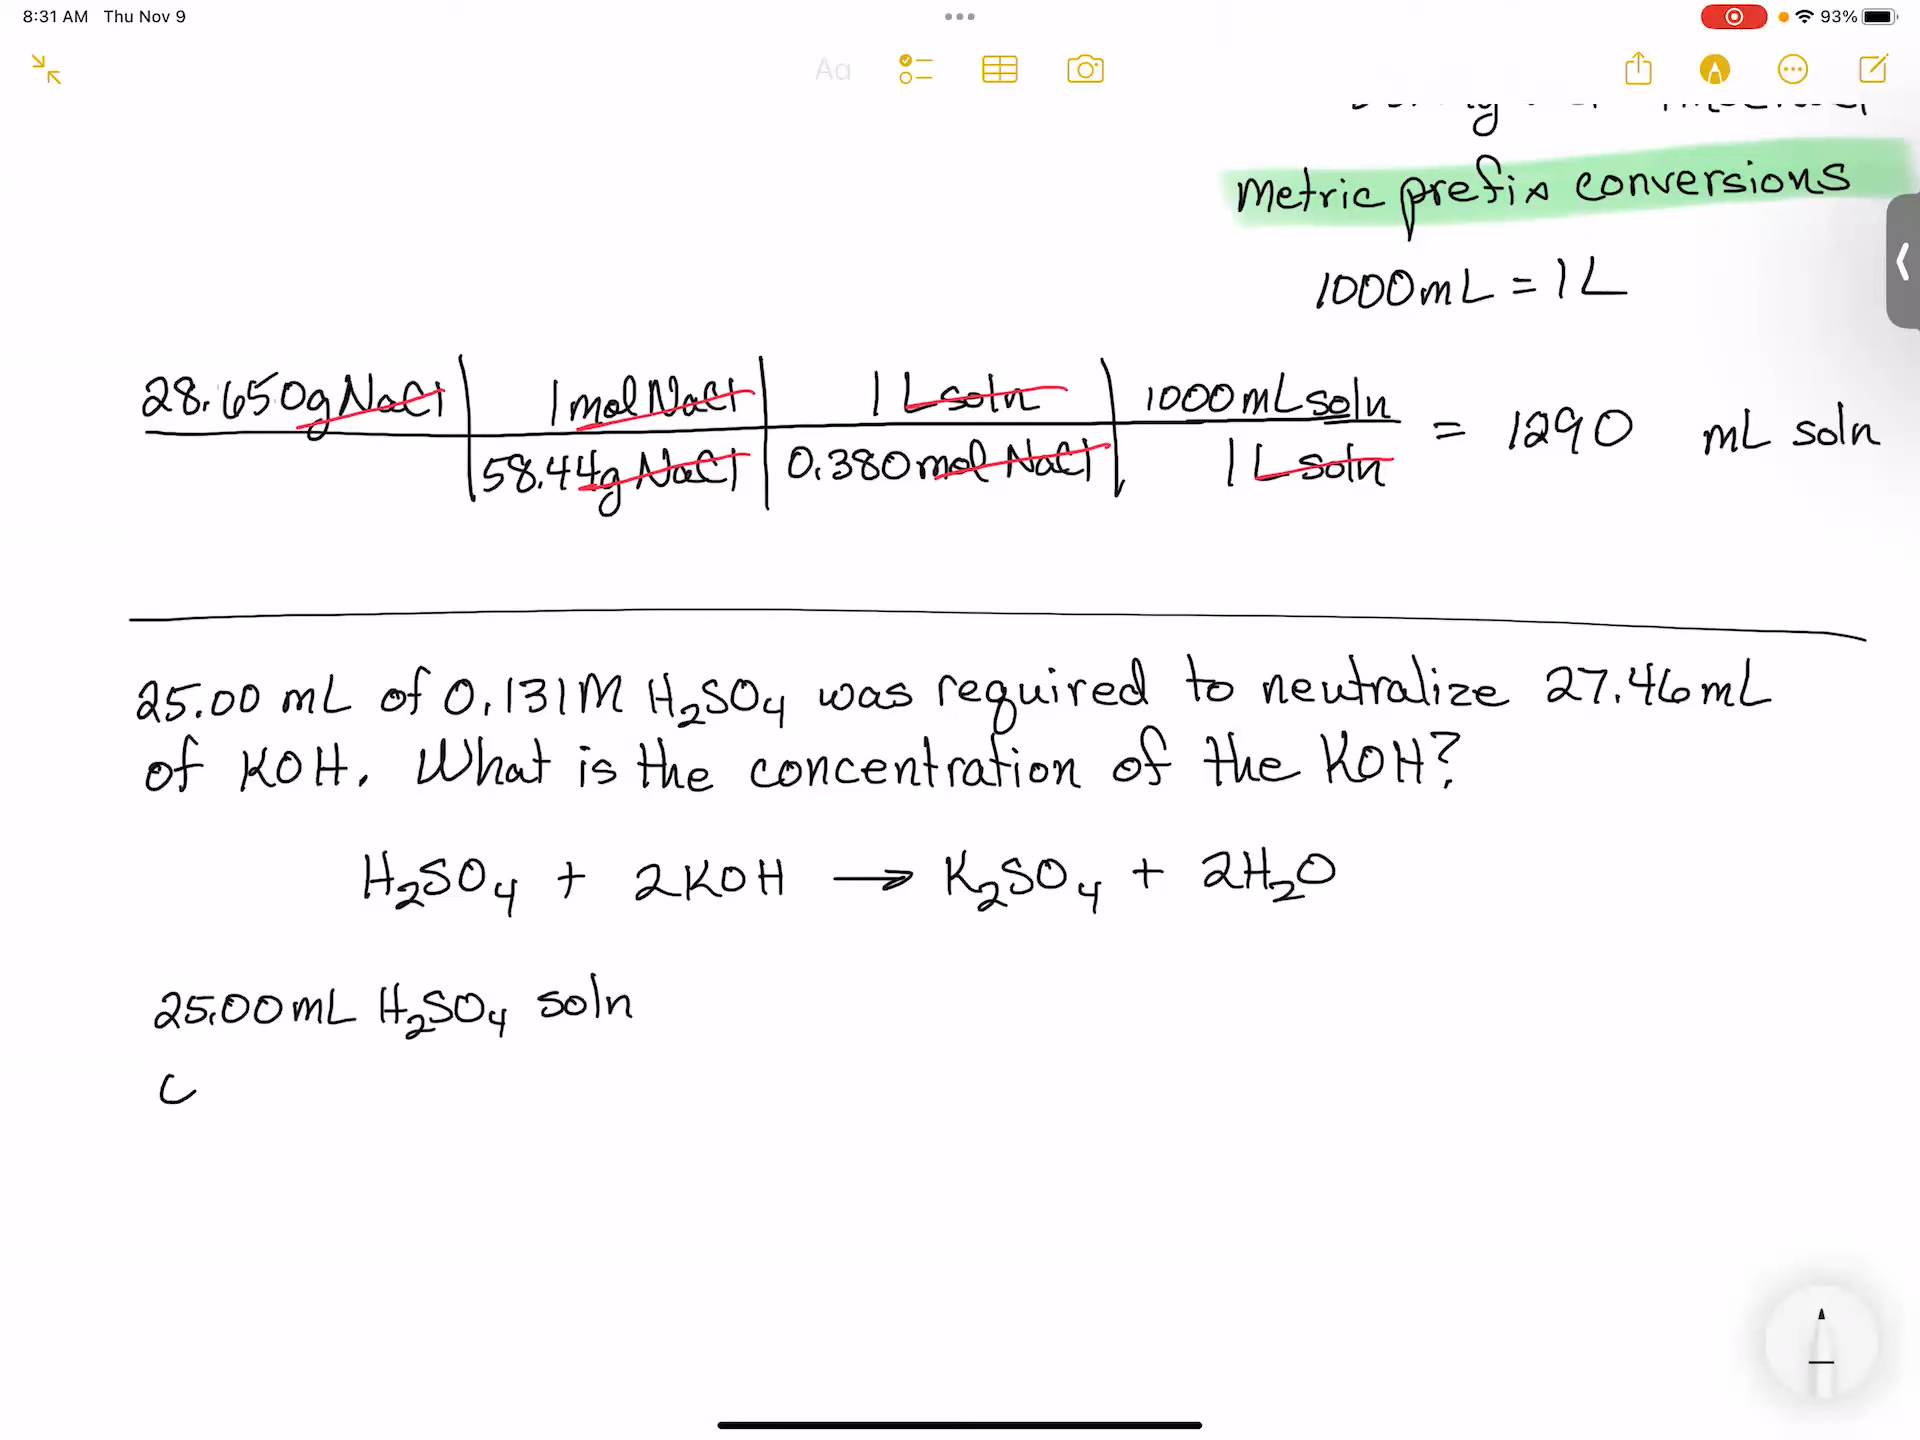 8:31 AM Thu Nov 9
93%
Aa
metric prefix conversions
1000mL = 1L
28.650g NaCl | 1 mol NaCl | 1 L soln | 1000 mL soln
58.44g NaCl | 0.380 mol NaCl | 1 L soln = 1290 mL soln
25.00 mL of 0.131M H₂SO₄ was required to neutralize 27.46mL
of KOH. What is the concentration of the KOH?
H₂SO₄ + 2KOH → K₂SO₄ + 2H₂O
25.00mL H₂SO₄ soln